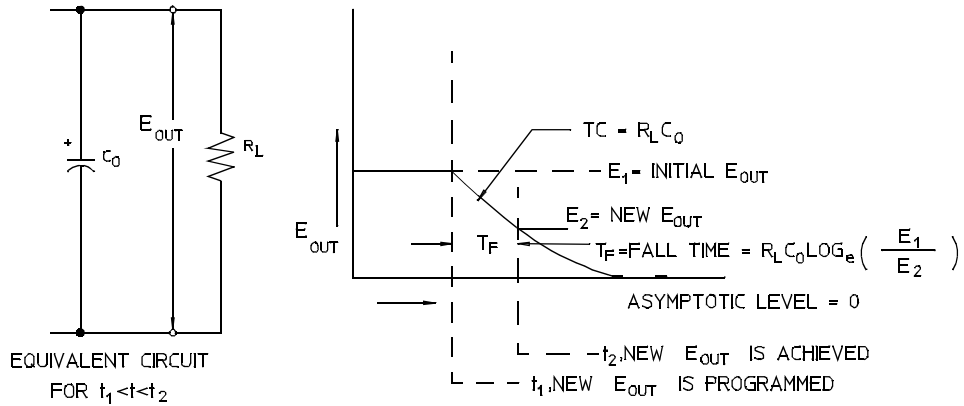 +
C0
EOUT
RL
EQUIVALENT CIRCUIT
FOR t1<t<t2
EOUT
TC = RLC0
E1= INITIAL EOUT
E2= NEW EOUT
TF
TF=FALL TIME = RLC0LOGe(E1/E2)
ASYMPTOTIC LEVEL = 0
t2,NEW EOUT IS ACHIEVED
t1,NEW EOUT IS PROGRAMMED